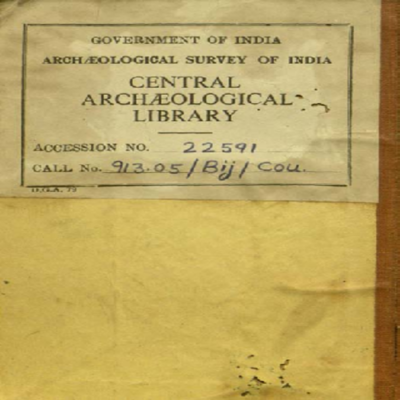 GOVERNMENT OF INDIA
ARCHÆOLOGICAL SURVEY OF INDIA
CENTRAL
ARCHÆOLOGICAL
LIBRARY
ACCESSION NO. 22591
CALL No. 913.05/Bij/Cou.